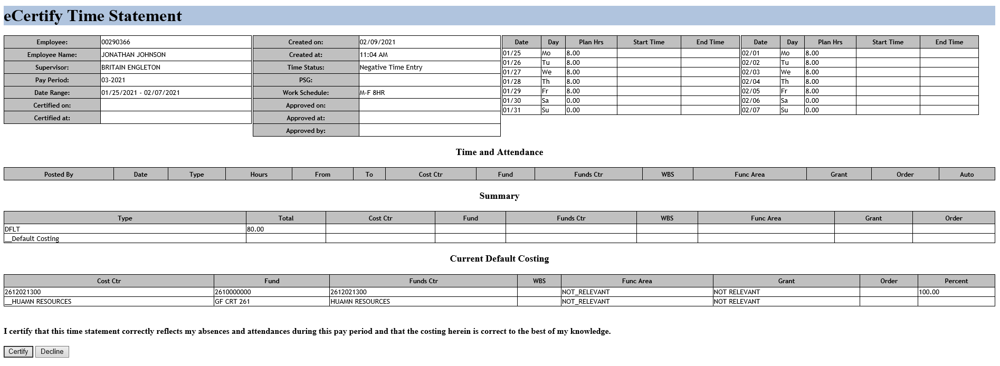 eCertify Time Statement
Employee: 00290366
Employee Name: JONATHAN JOHNSON
Supervisor: BRITAIN ENGLETON
Pay Period: 03-2021
Date Range: 01/25/2021 - 02/07/2021
Certified on:
Certified at:
Created on: 02/09/2021
Created at: 11:04 AM
Time Status: Negative Time Entry
PSG:
Work Schedule: M-F 8HR
Approved on:
Approved at:
Approved by:
Date Day Plan Hrs Start Time End Time
01/25 Mo 8.00
01/26 Tu 8.00
01/27 We 8.00
01/28 Th 8.00
01/29 Fr 8.00
01/30 Sa 0.00
01/31 Su 0.00
Date Day Plan Hrs Start Time End Time
02/01 Mo 8.00
02/02 Tu 8.00
02/03 We 8.00
02/04 Th 8.00
02/05 Fr 8.00
02/06 Sa 0.00
02/07 Su 0.00
Time and Attendance
Posted By Date Type Hours From To Cost Ctr Fund Funds Ctr WBS Func Area Grant Order Auto
Summary
Type Total Cost Ctr Fund Funds Ctr WBS Func Area Grant Order
DFLT 80.00
__Default Costing
Current Default Costing
Cost Ctr Fund Funds Ctr WBS Func Area Grant Order Percent
2612021300 2610000000 2612021300 NOT_RELEVANT NOT RELEVANT 100.00
__HUAMN RESOURCES GF CRT 261 HUAMN RESOURCES NOT_RELEVANT NOT RELEVANT
I certify that this time statement correctly reflects my absences and attendances during this pay period and that the costing herein is correct to the best of my knowledge.
Certify Decline